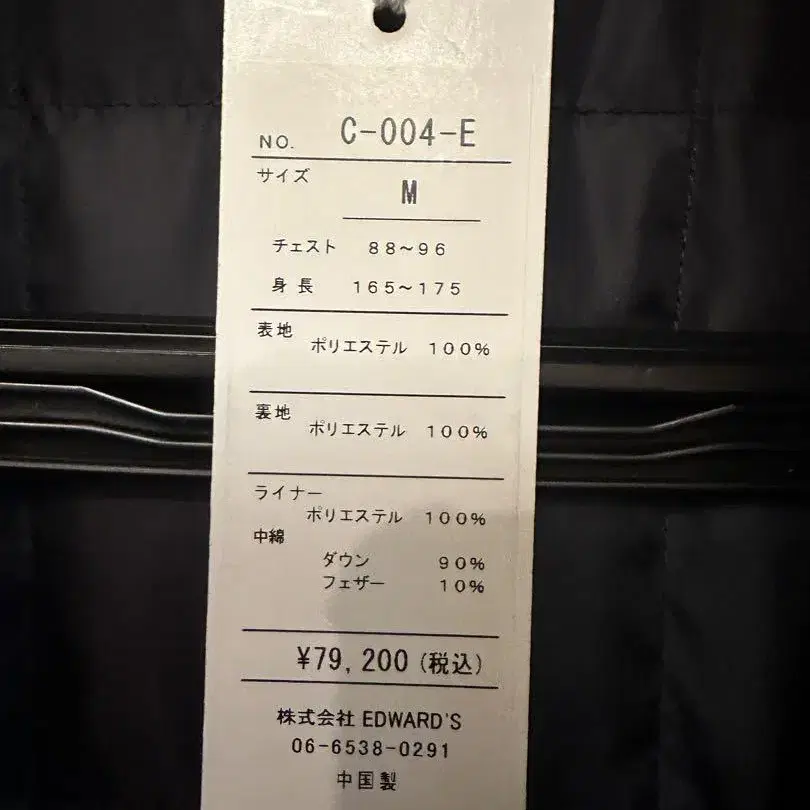 NO. C-004-E
サイズ
M
チェスト 88~96
身長 165~175
表地
ポリエステル 100%
裏地
ポリエステル 100%
ライナー
ポリエステル 100%
中綿
ダウン 90%
フェザー 10%
¥79,200(税込)
株式会社 EDWARD'S
06-6538-0291
中国製